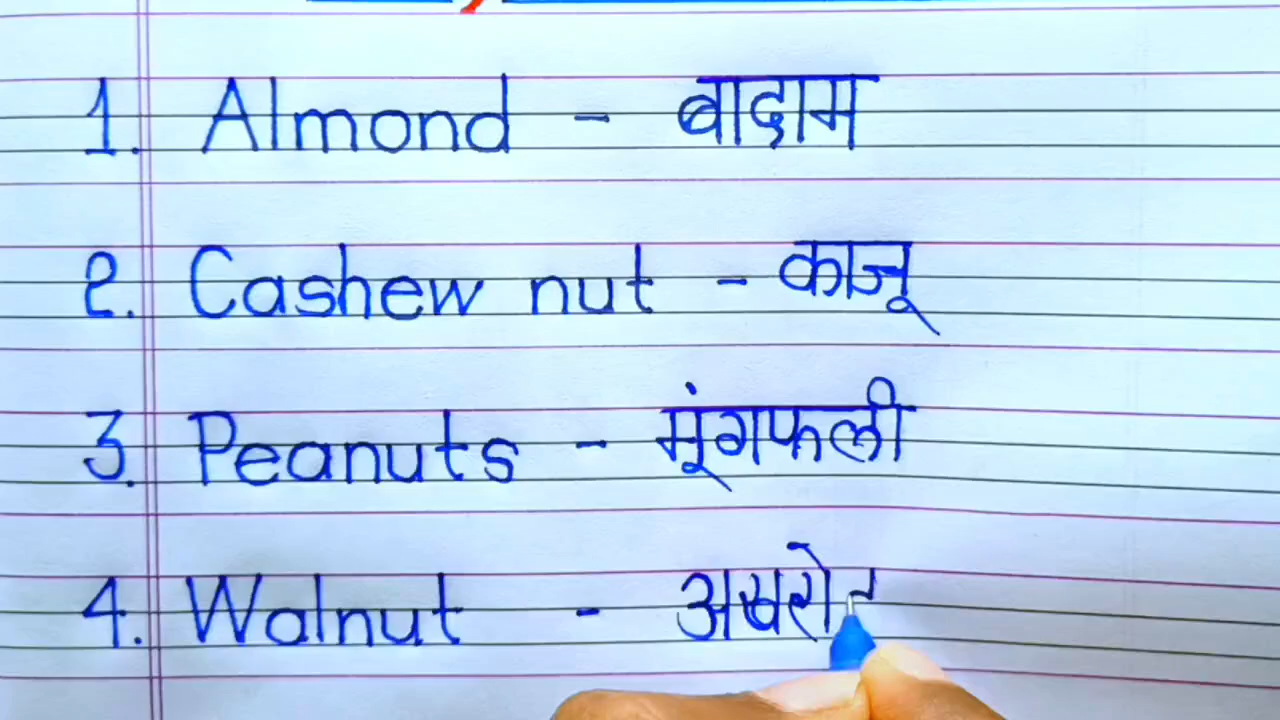 1. Almond - बादाम
2. Cashew nut - काजू
3. Peanuts - मूंगफली
4. Walnut - अखरो